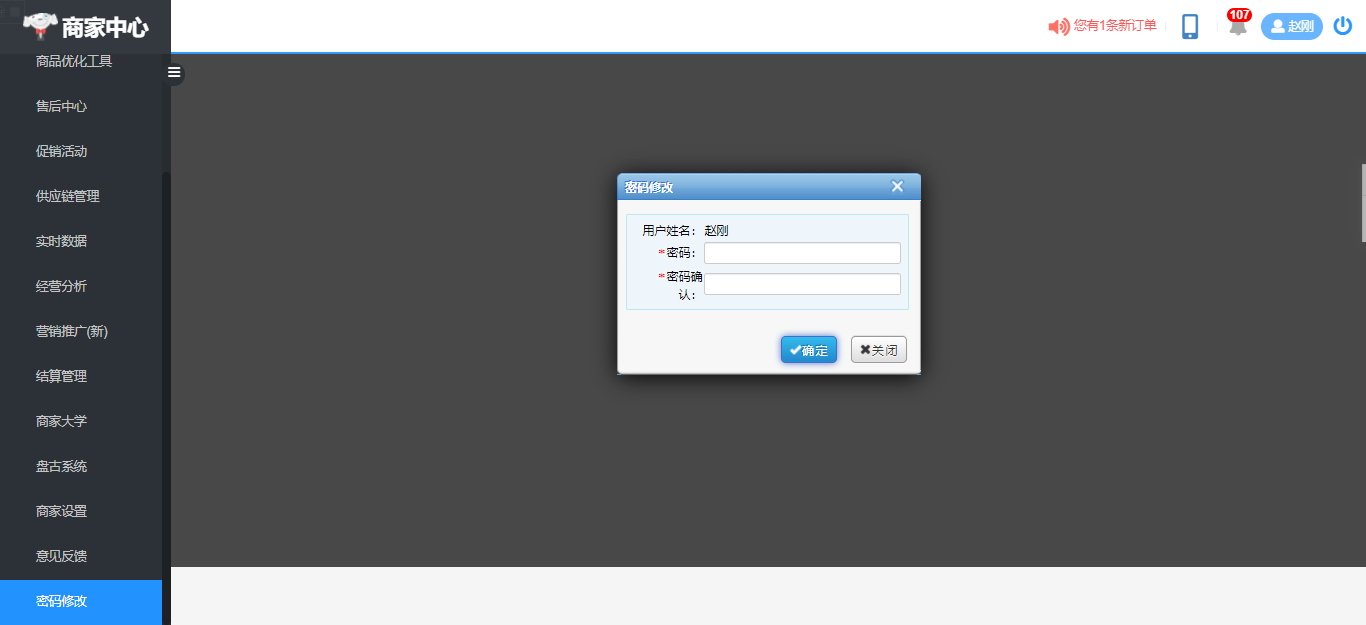 商家中心
您有1条新订单
107
赵刚
商品优化工具
售后中心
促销活动
供应链管理
实时数据
经营分析
营销推广(新)
结算管理
商家大学
盘古系统
商家设置
意见反馈
密码修改
密码修改
用户姓名： 赵刚
*密码：
*密码确
认：
确定
关闭